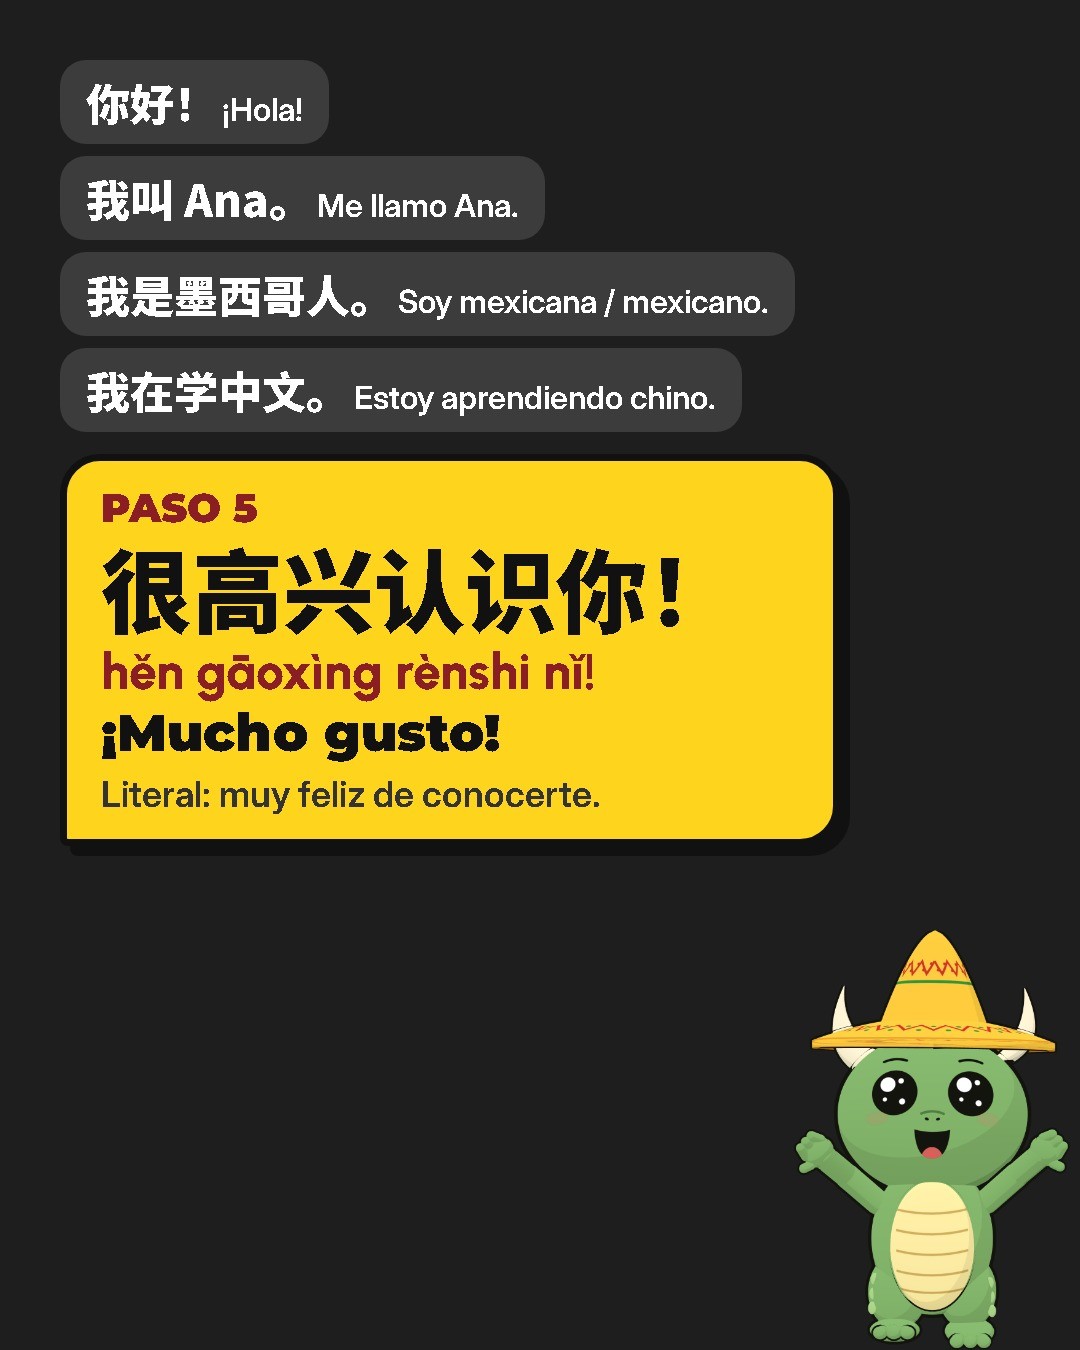 你好！ ¡Hola!
我叫 Ana。 Me llamo Ana.
我是墨西哥人。 Soy mexicana / mexicano.
我在学中文。 Estoy aprendiendo chino.
PASO 5
很高兴认识你！
hěn gāoxìng rènshi nǐ!
¡Mucho gusto!
Literal: muy feliz de conocerte.